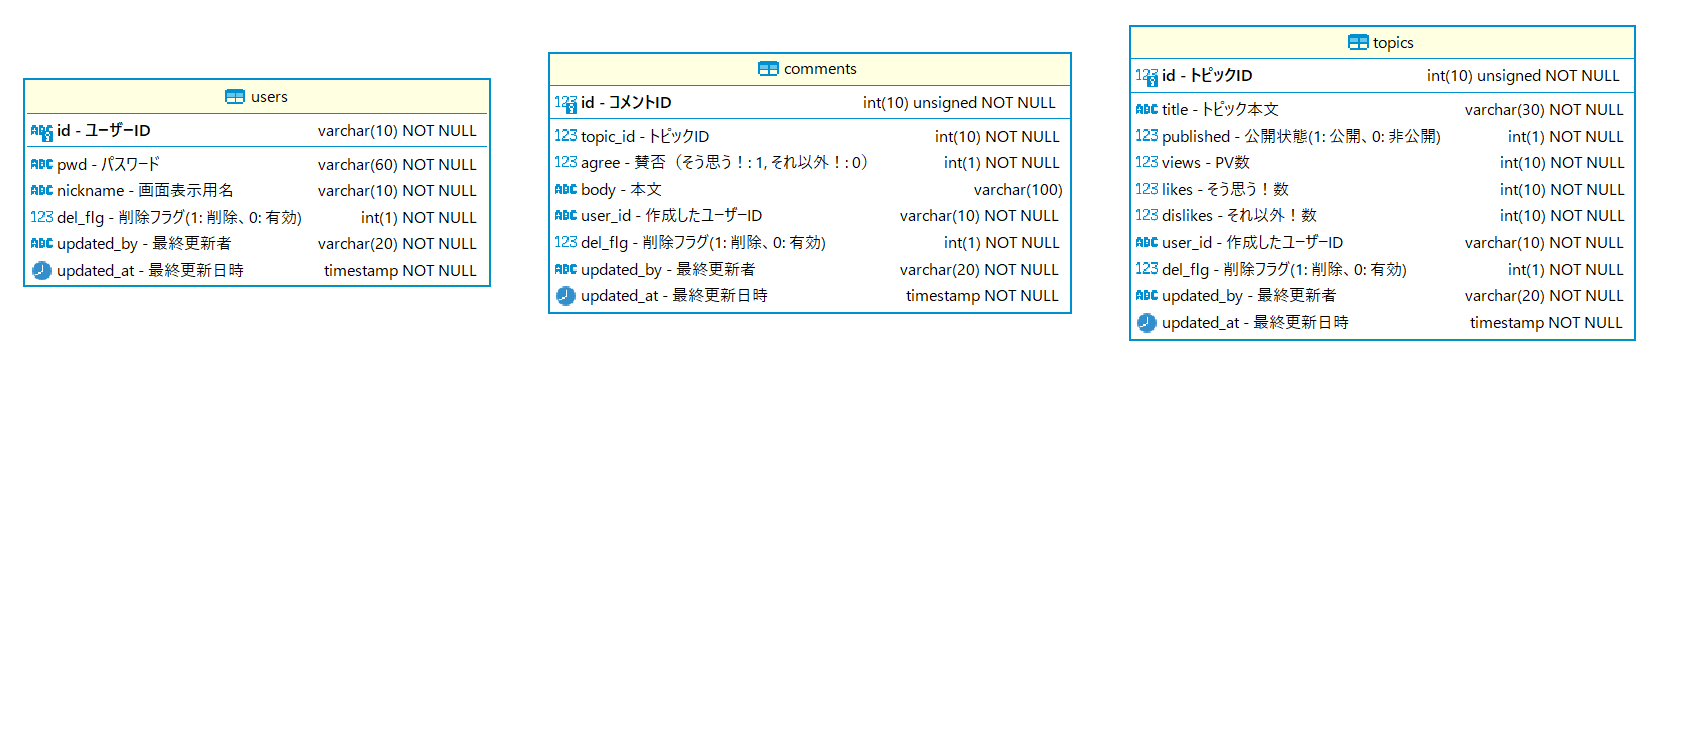 users
id - ユーザーID varchar(10) NOT NULL
pwd - パスワード varchar(60) NOT NULL
nickname - 画面表示用名 varchar(10) NOT NULL
del_flg - 削除フラグ(1: 削除、0: 有効) int(1) NOT NULL
updated_by - 最終更新者 varchar(20) NOT NULL
updated_at - 最終更新日時 timestamp NOT NULL
comments
id - コメントID int(10) unsigned NOT NULL
topic_id - トピックID int(10) NOT NULL
agree - 賛否（そう思う！: 1, それ以外！: 0） int(1) NOT NULL
body - 本文 varchar(100)
user_id - 作成したユーザーID varchar(10) NOT NULL
del_flg - 削除フラグ(1: 削除、0: 有効) int(1) NOT NULL
updated_by - 最終更新者 varchar(20) NOT NULL
updated_at - 最終更新日時 timestamp NOT NULL
topics
id - トピックID int(10) unsigned NOT NULL
title - トピック本文 varchar(30) NOT NULL
published - 公開状態(1: 公開、0: 非公開) int(1) NOT NULL
views - PV数 int(10) NOT NULL
likes - そう思う！数 int(10) NOT NULL
dislikes - それ以外！数 int(10) NOT NULL
user_id - 作成したユーザーID varchar(10) NOT NULL
del_flg - 削除フラグ(1: 削除、0: 有効) int(1) NOT NULL
updated_by - 最終更新者 varchar(20) NOT NULL
updated_at - 最終更新日時 timestamp NOT NULL